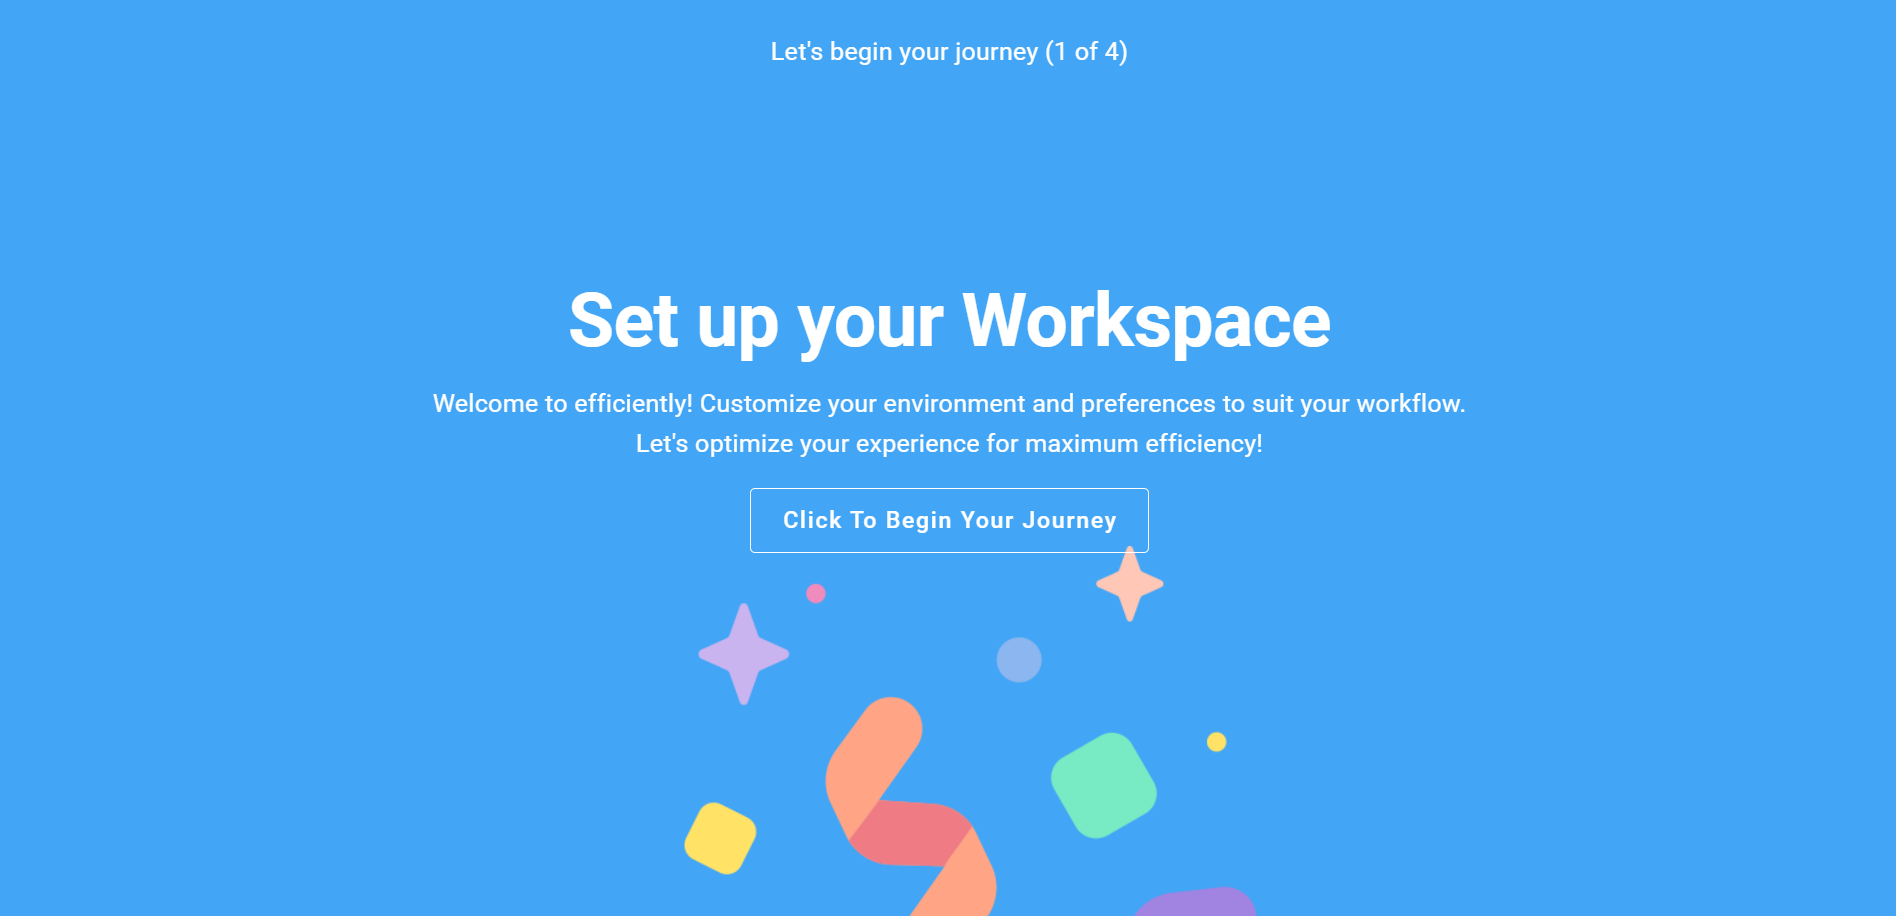 Let's begin your journey (1 of 4)
Set up your Workspace
Welcome to efficiently! Customize your environment and preferences to suit your workflow.
Let's optimize your experience for maximum efficiency!
Click To Begin Your Journey